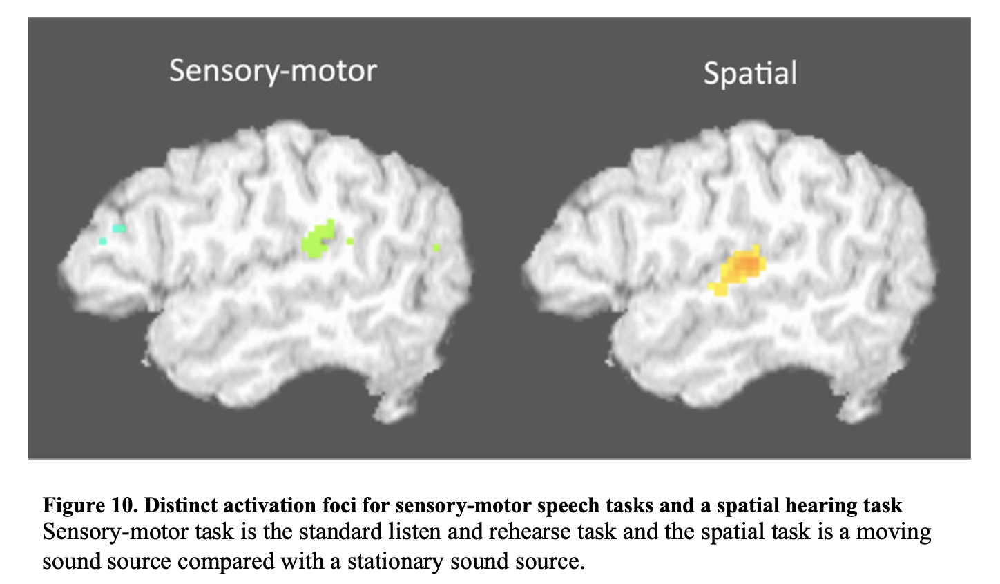 Sensory-motor
Spatial
Figure 10. Distinct activation foci for sensory-motor speech tasks and a spatial hearing task
Sensory-motor task is the standard listen and rehearse task and the spatial task is a moving
sound source compared with a stationary sound source.